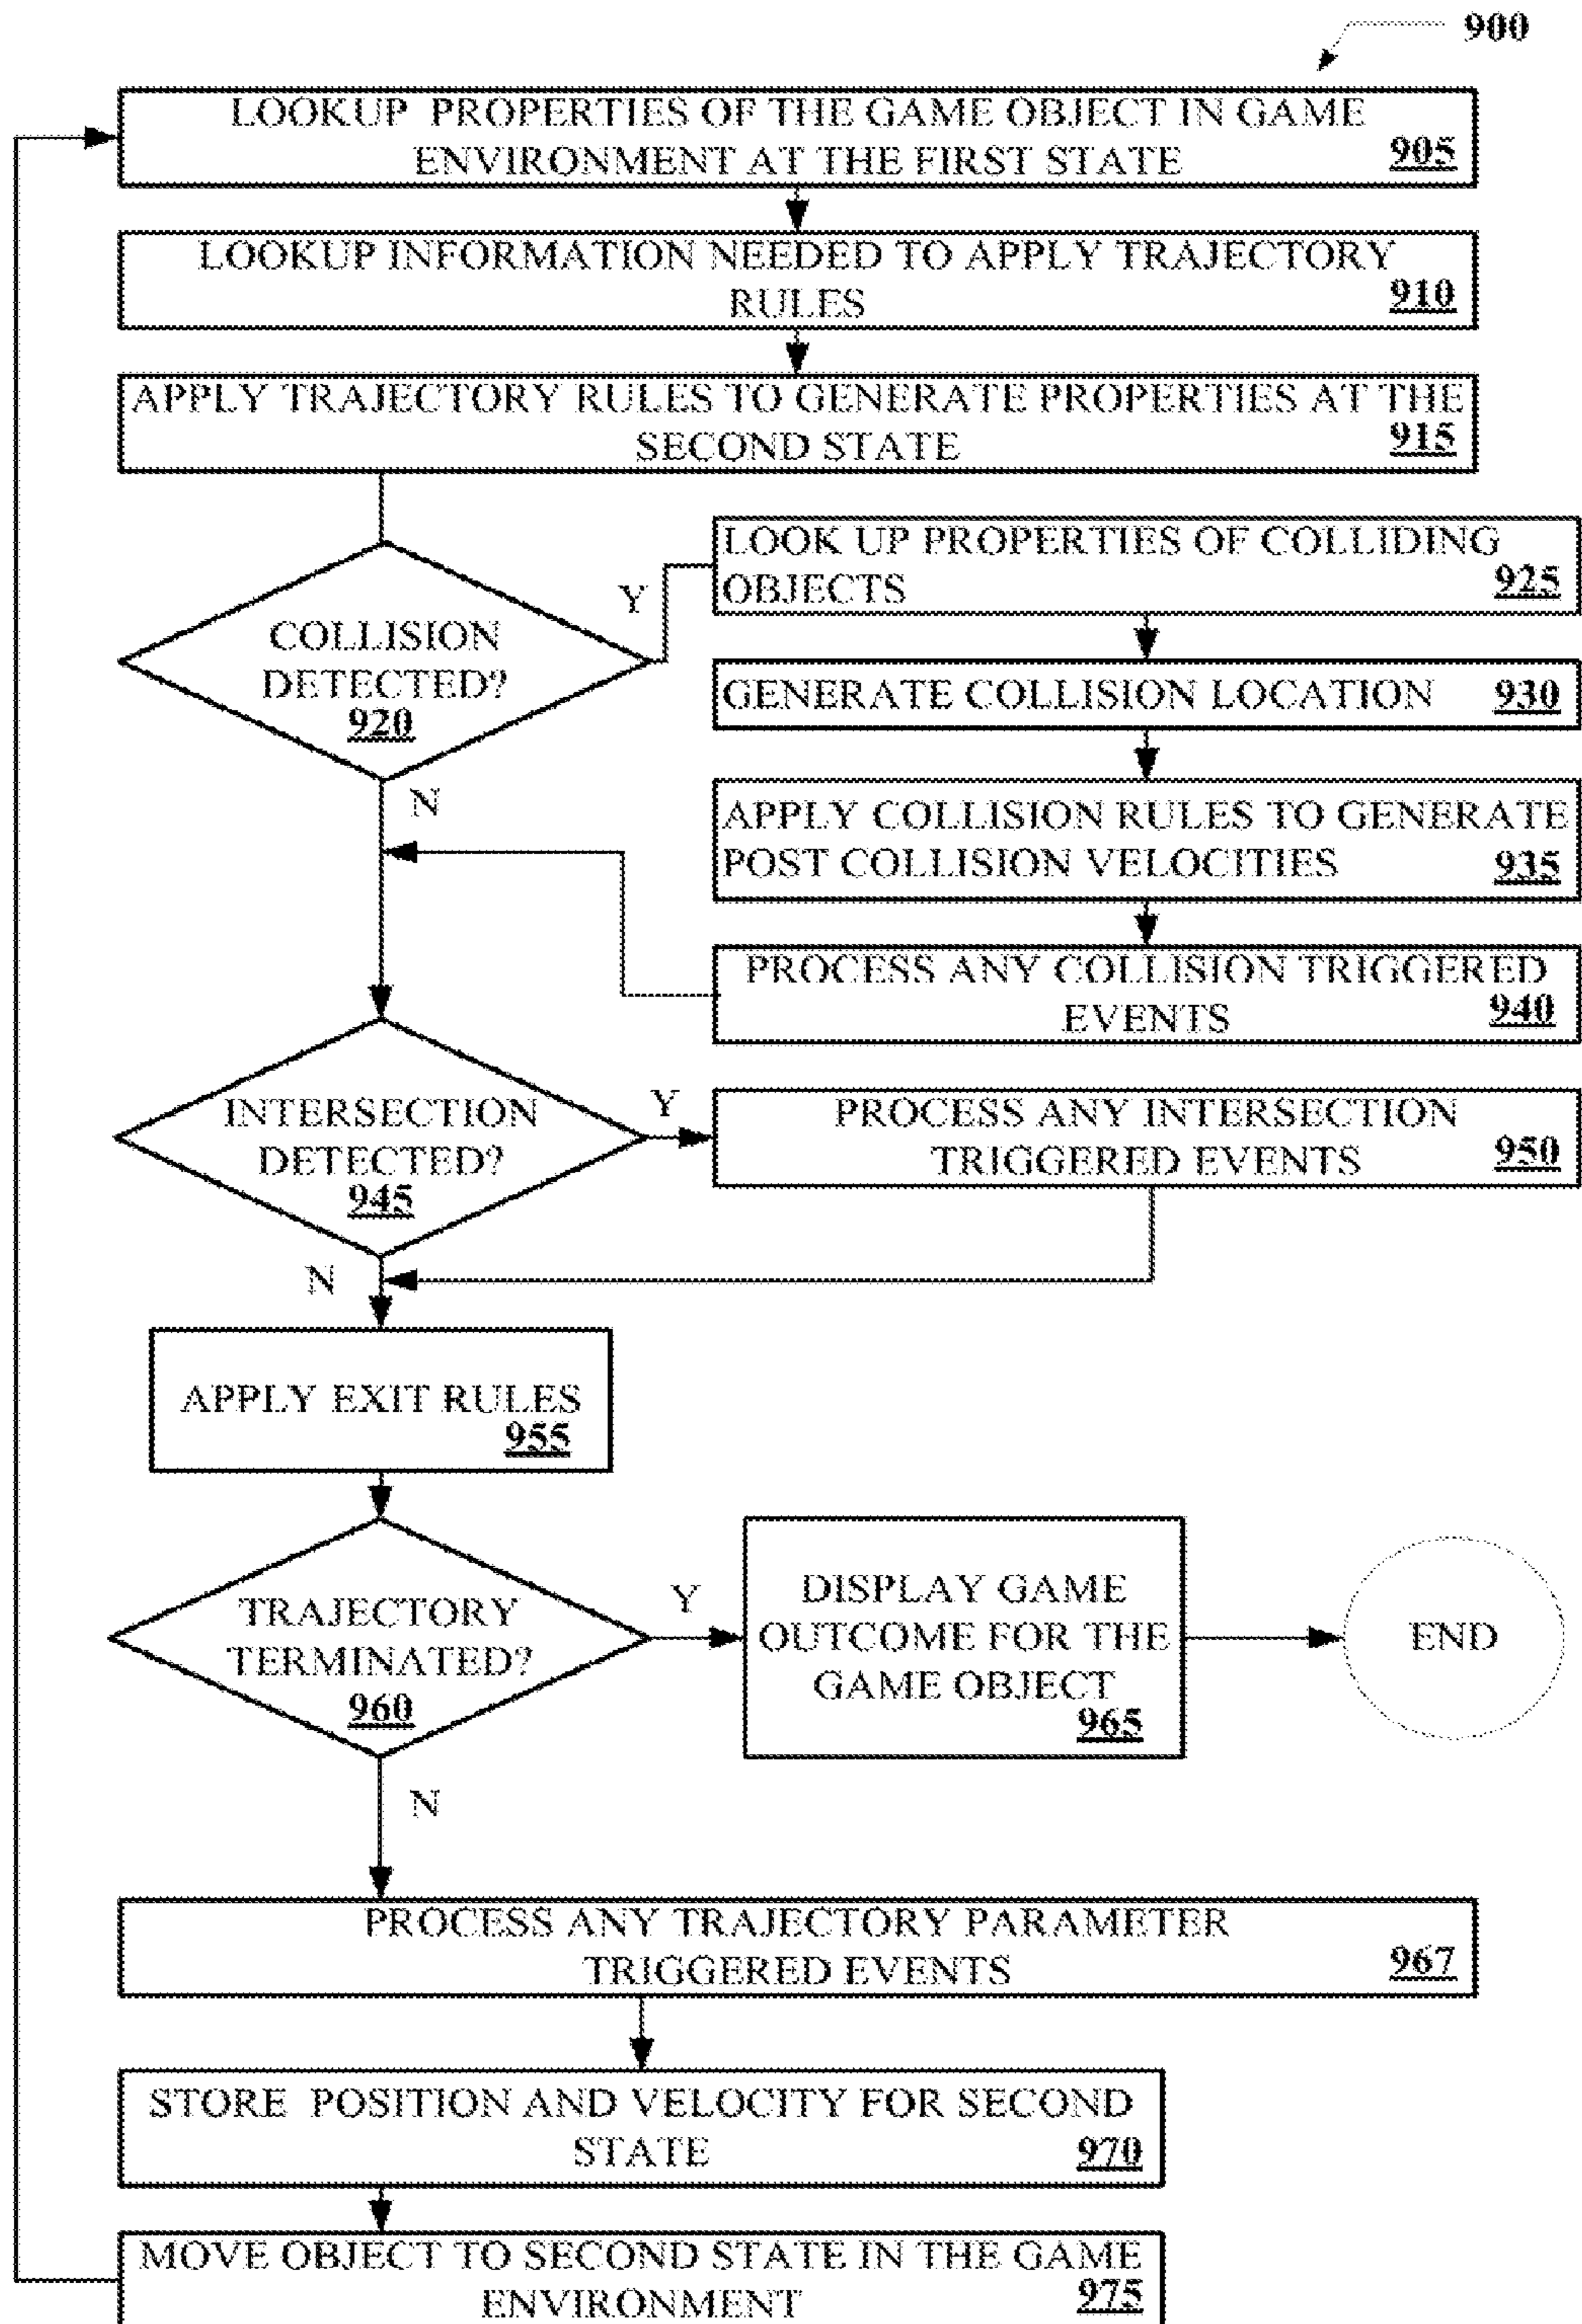 900
LOOKUP PROPERTIES OF THE GAME OBJECT IN GAME
ENVIRONMENT AT THE FIRST STATE
905
LOOKUP INFORMATION NEEDED TO APPLY TRAJECTORY
RULES
910
APPLY TRAJECTORY RULES TO GENERATE PROPERTIES AT THE
SECOND STATE
915
COLLISION
DETECTED?
920
Y
LOOK UP PROPERTIES OF COLLIDING
OBJECTS
925
GENERATE COLLISION LOCATION 930
APPLY COLLISION RULES TO GENERATE
POST COLLISION VELOCITIES 935
PROCESS ANY COLLISION TRIGGERED
EVENTS
940
N
INTERSECTION
DETECTED?
945
Y
PROCESS ANY INTERSECTION
TRIGGERED EVENTS
950
N
APPLY EXIT RULES
955
TRAJECTORY
TERMINATED?
960
Y
DISPLAY GAME
OUTCOME FOR THE
GAME OBJECT
965
END
N
PROCESS ANY TRAJECTORY PARAMETER
TRIGGERED EVENTS
967
STORE POSITION AND VELOCITY FOR SECOND
STATE
970
MOVE OBJECT TO SECOND STATE IN THE GAME
ENVIRONMENT
975